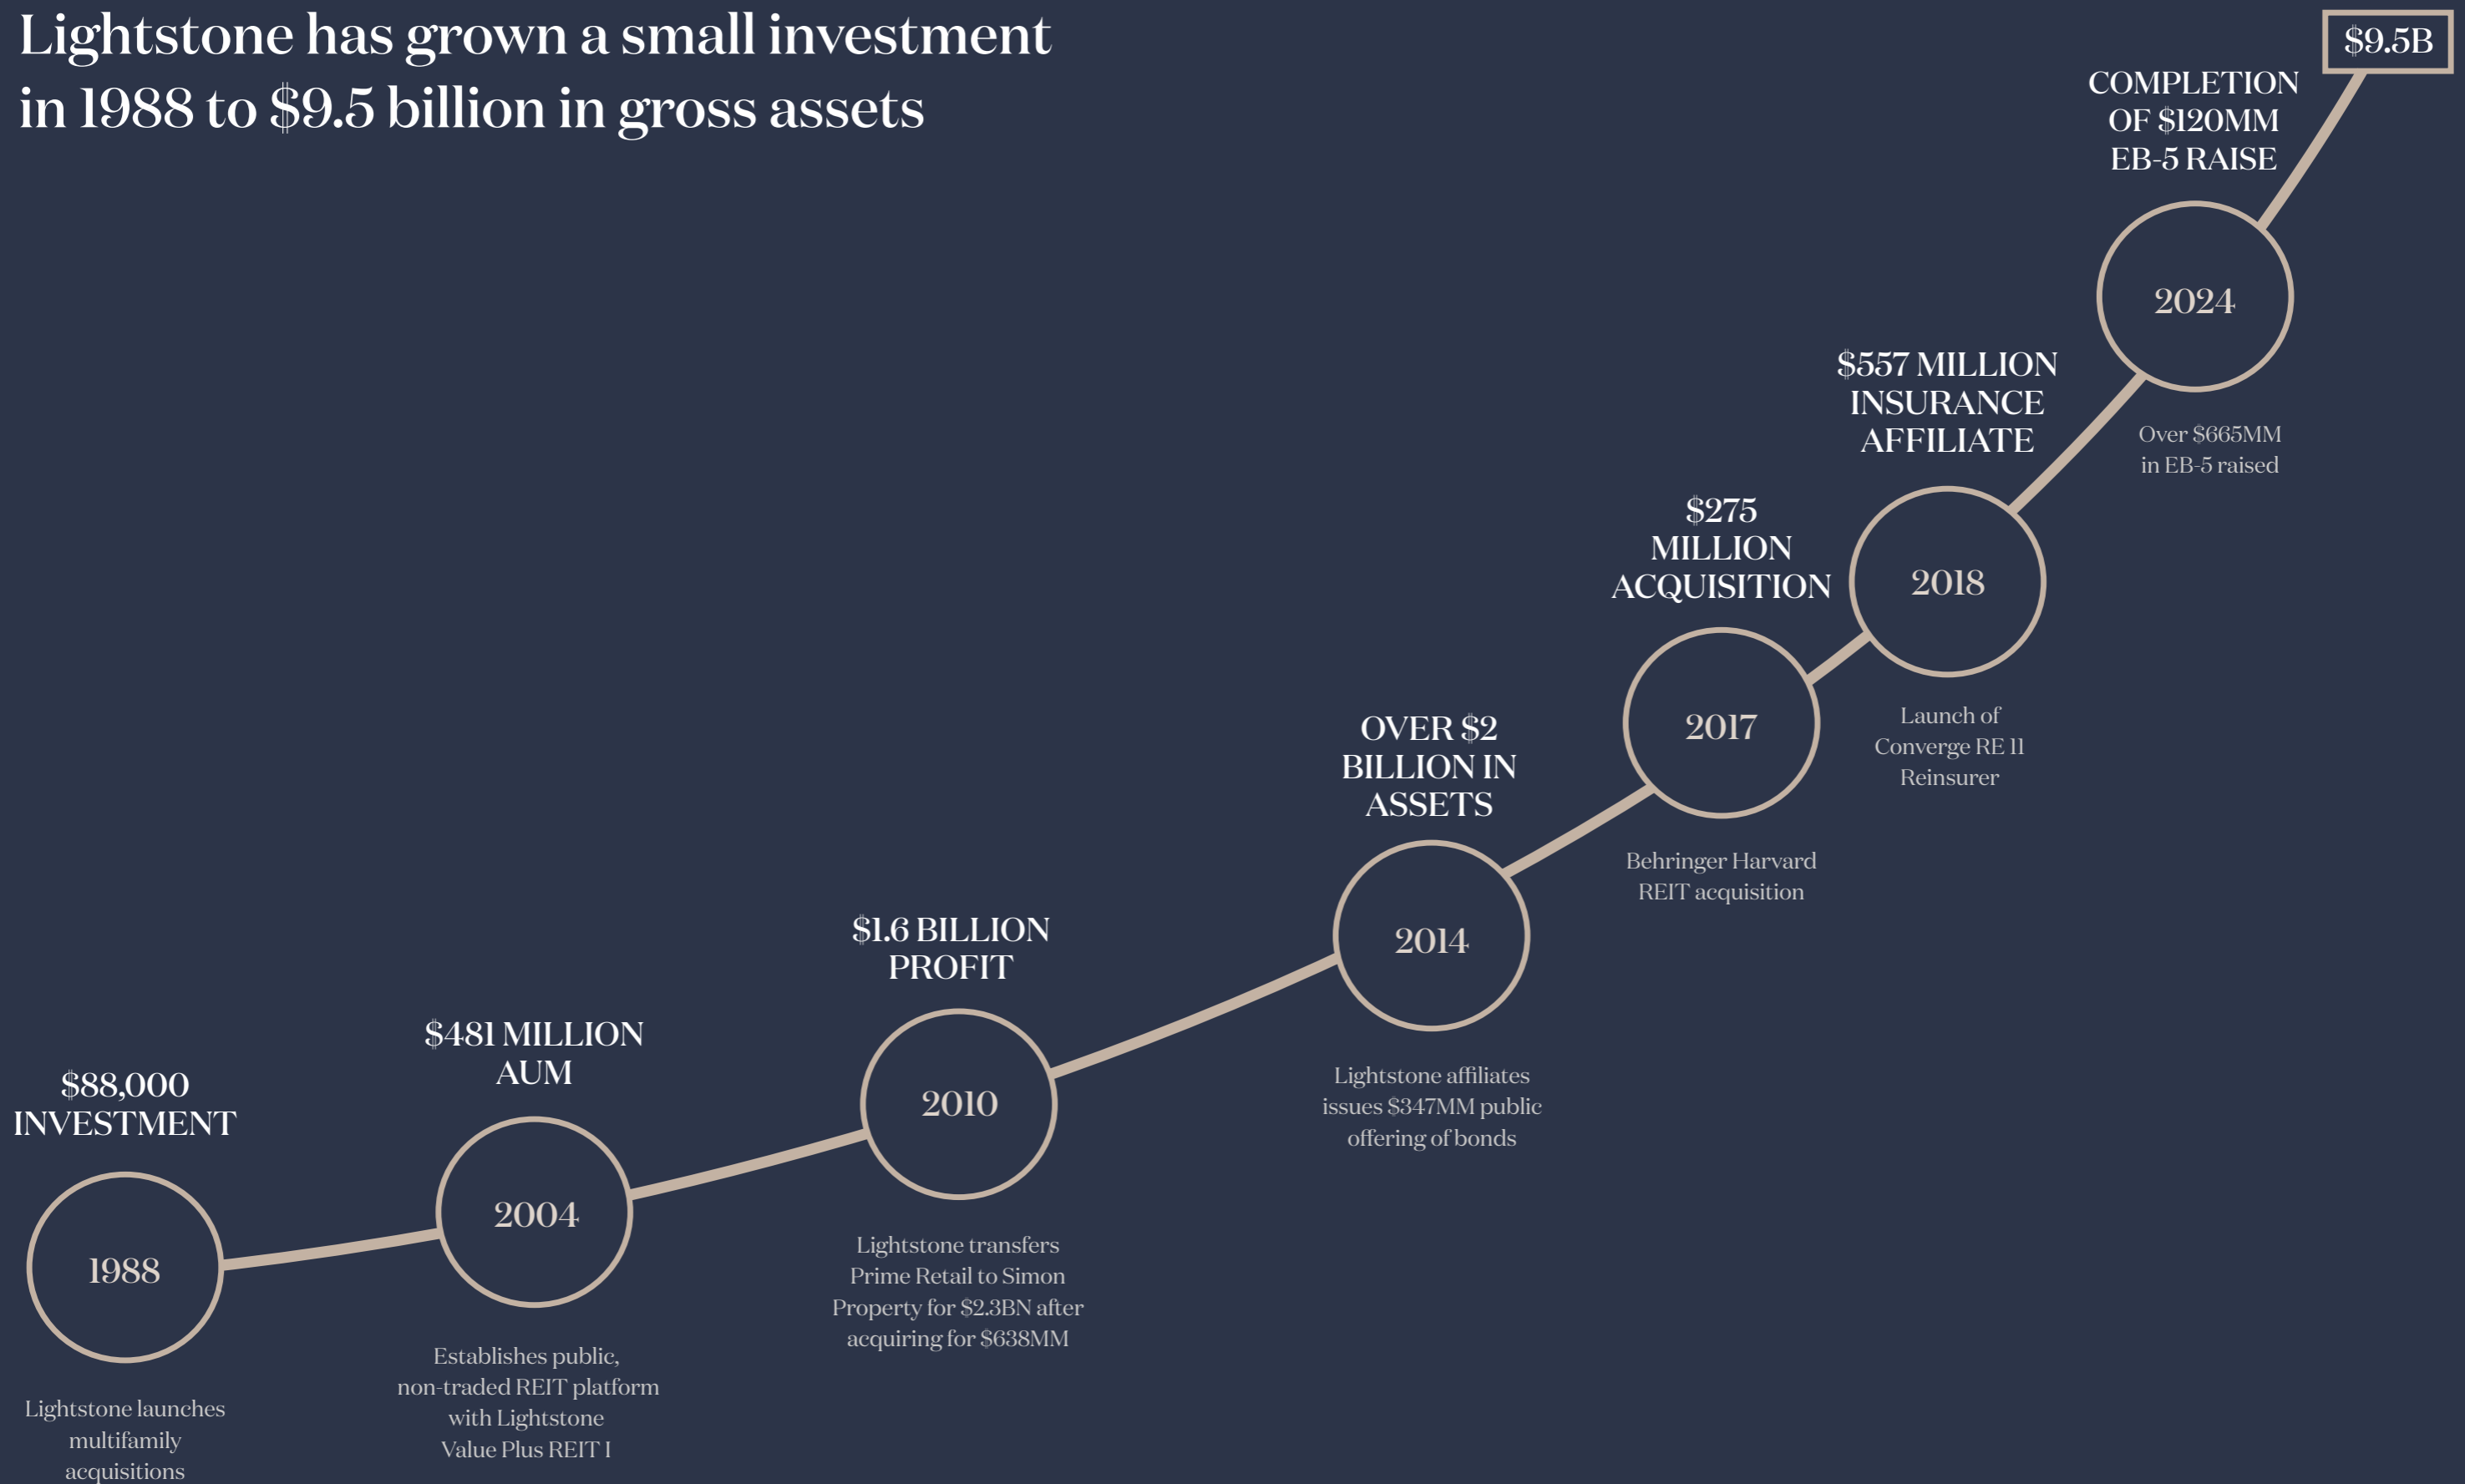 Lightstone has grown a small investment
in 1988 to $9.5 billion in gross assets
$88,000
INVESTMENT
1988
Lightstone launches
multifamily
acquisitions
$481 MILLION
AUM
2004
Establishes public,
non-traded REIT platform
with Lightstone
Value Plus REIT I
$1.6 BILLION
PROFIT
2010
Lightstone transfers
Prime Retail to Simon
Property for $2.3BN after
acquiring for $638MM
OVER $2
BILLION IN
ASSETS
2014
Lightstone affiliates
issues $347MM public
offering of bonds
$275
MILLION
ACQUISITION
2017
Behringer Harvard
REIT acquisition
$557 MILLION
INSURANCE
AFFILIATE
2018
Launch of
Converge RE 11
Reinsurer
COMPLETION
OF $120MM
EB-5 RAISE
2024
Over $665MM
in EB-5 raised
$9.5B